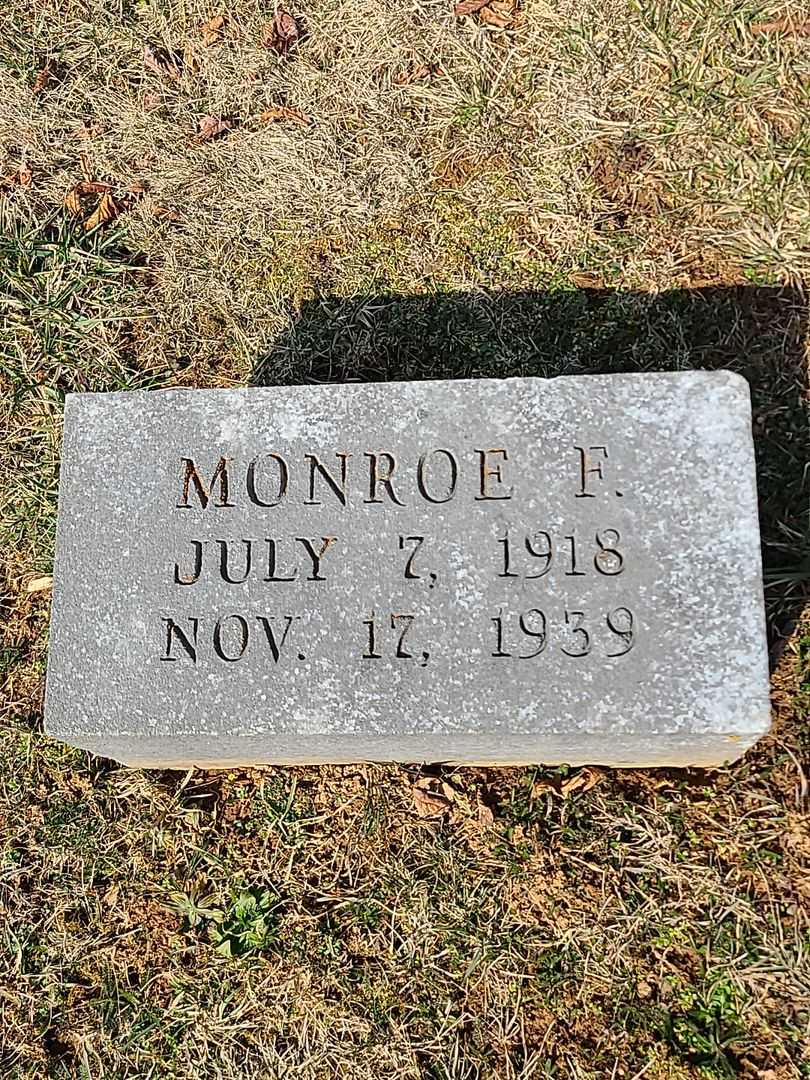 MONROE F.
JULY 7, 1918
NOV. 17, 1939